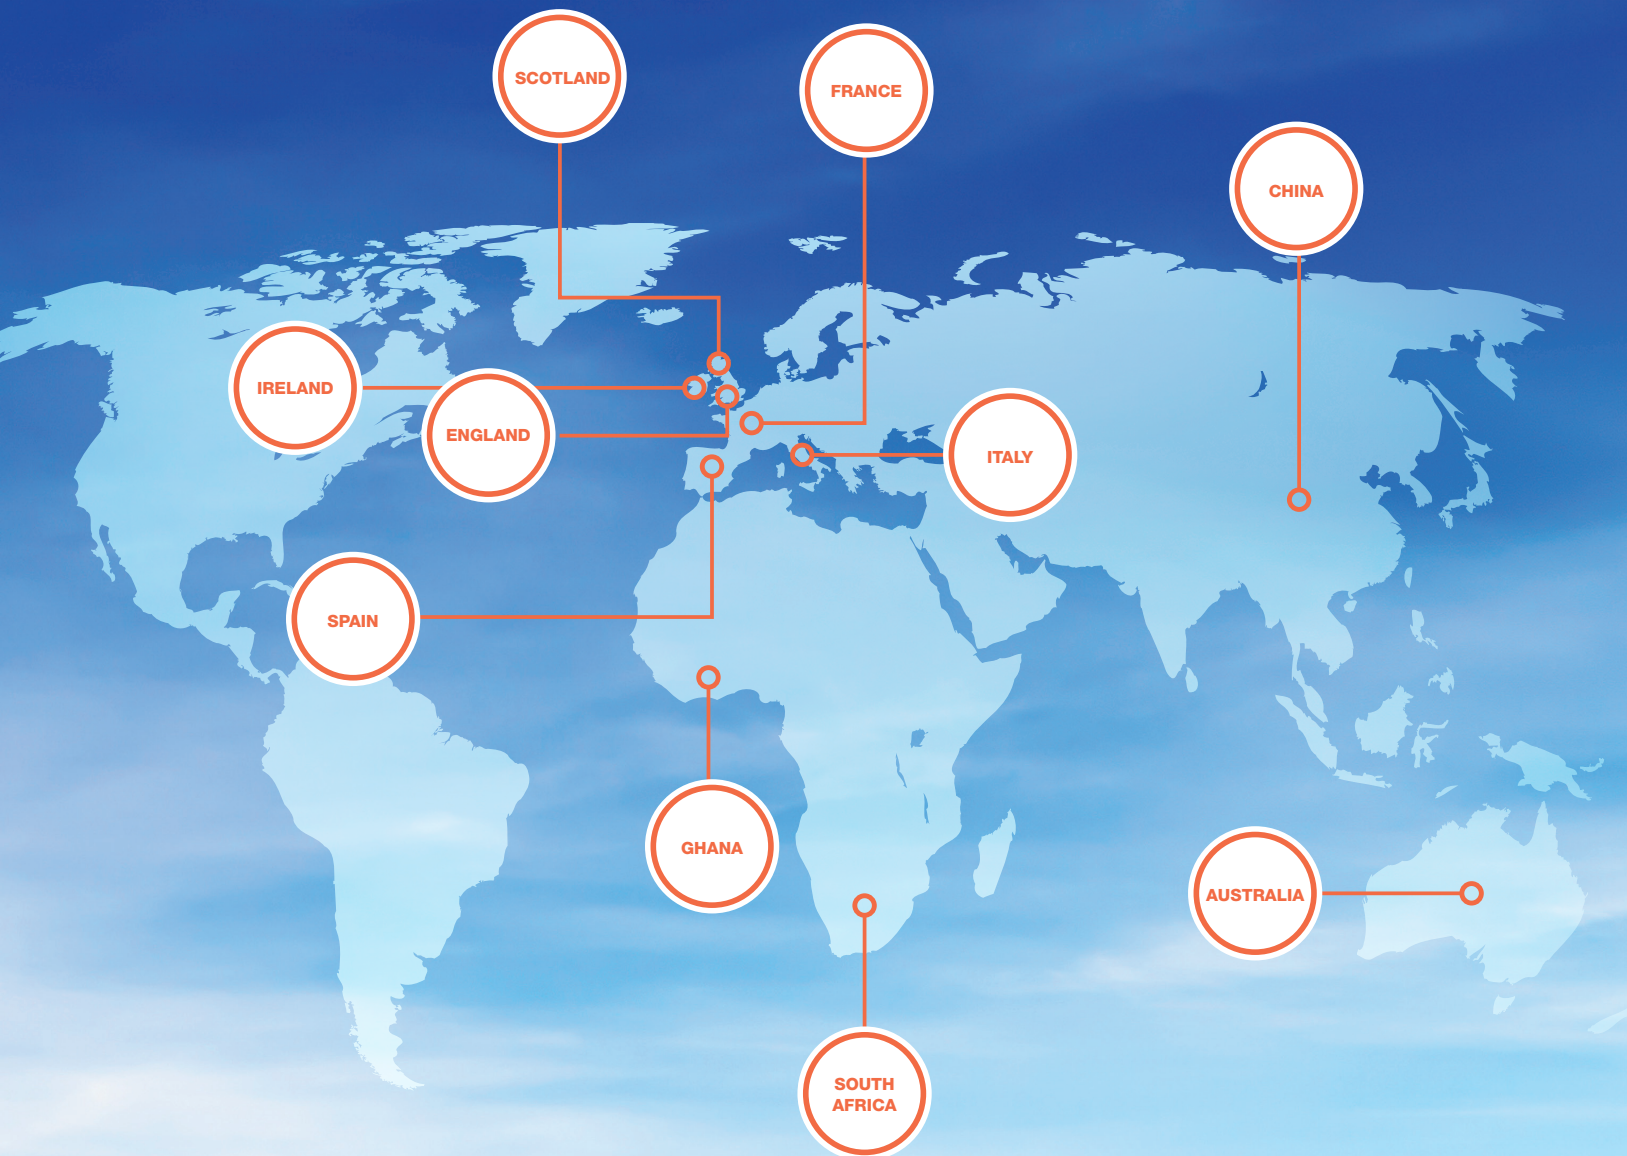 SCOTLAND
FRANCE
CHINA
IRELAND
ENGLAND
ITALY
SPAIN
GHANA
AUSTRALIA
SOUTH
AFRICA